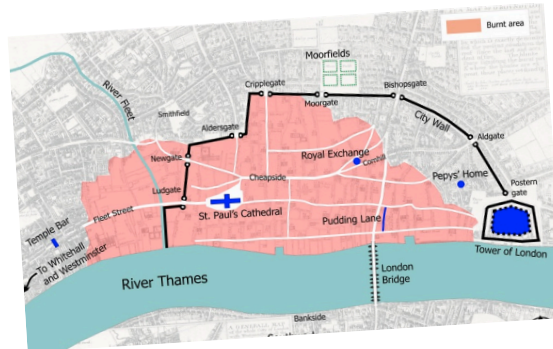 Burnt area
Moorfields
Cripplegate
Bishopsgate
River Fleet
Moorgate
Smithfield
City Wall
Aldersgate
Aldgate
Newgate
Royal Exchange
Cornhill
Cheapside
Pepys' Home
Ludgate
Postern
gate
Fleet Street
St. Paul's Cathedral
Pudding Lane
Temple Bar
To Whitehall
and Westminster
Tower of London
River Thames
London
Bridge
Bankside